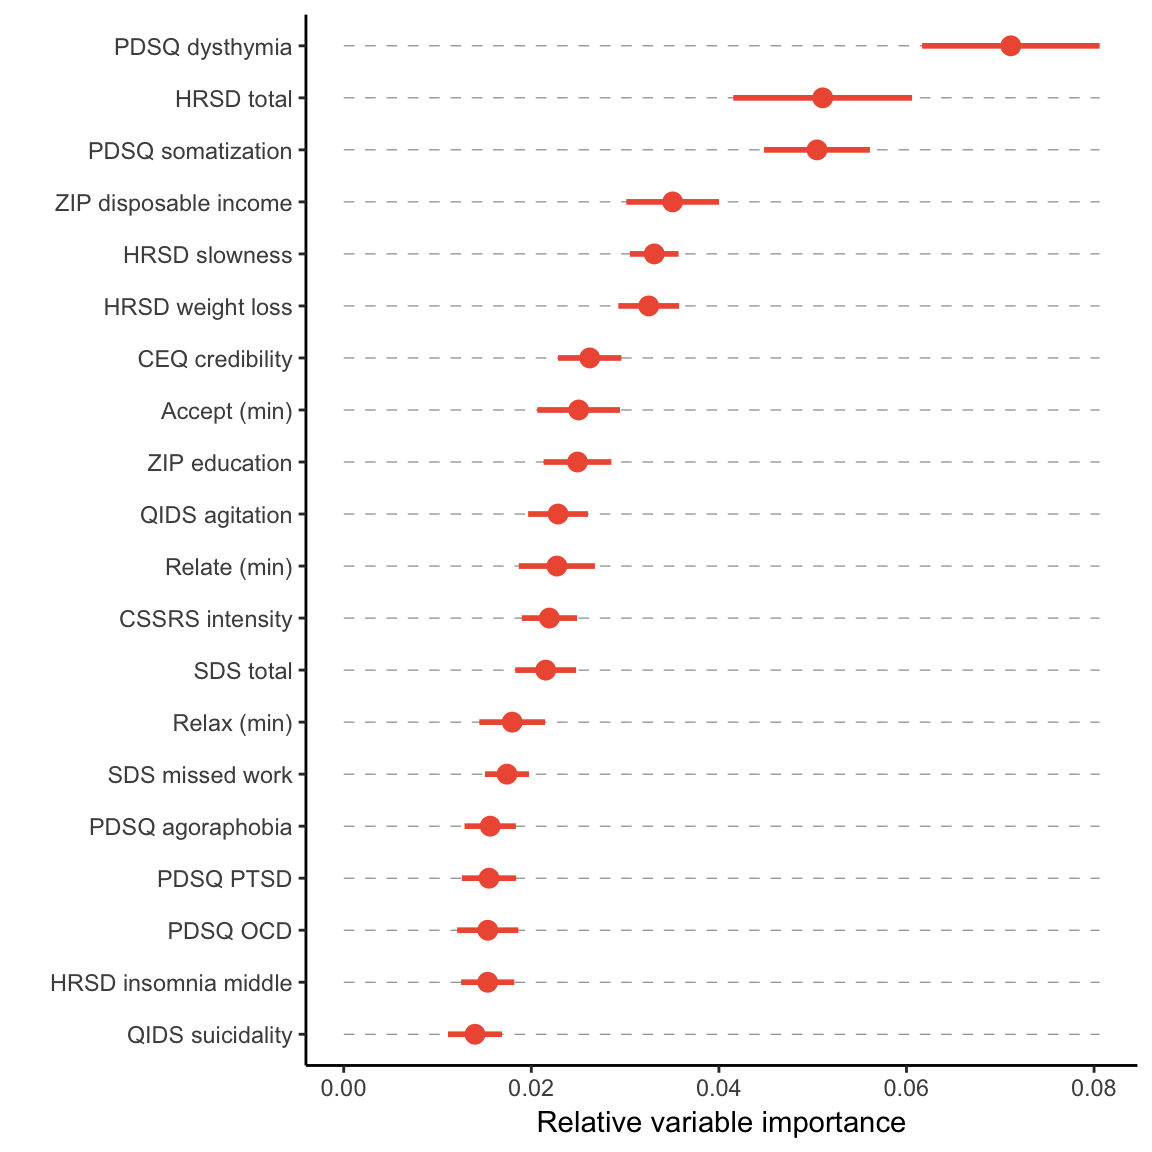 PDSQ dysthymia
HRSD total
PDSQ somatization
ZIP disposable income
HRSD slowness
HRSD weight loss
CEQ credibility
Accept (min)
ZIP education
QIDS agitation
Relate (min)
CSSRS intensity
SDS total
Relax (min)
SDS missed work
PDSQ agoraphobia
PDSQ PTSD
PDSQ OCD
HRSD insomnia middle
QIDS suicidality
0.00 0.02 0.04 0.06 0.08
Relative variable importance